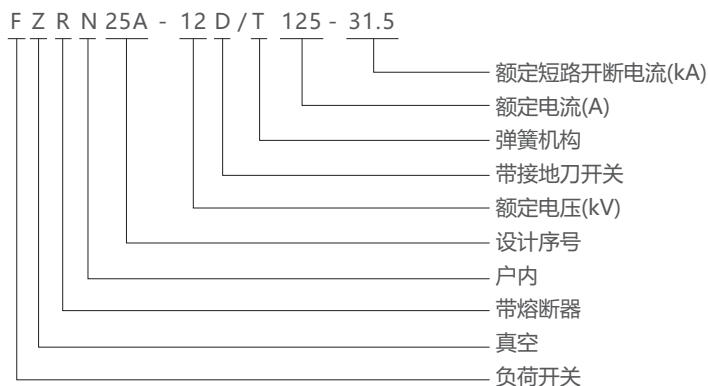 F Z R N 25A - 12 D / T 125 - 31.5
额定短路开断电流(kA)
额定电流(A)
弹簧机构
带接地刀开关
额定电压(kV)
设计序号
户内
带熔断器
真空
负荷开关